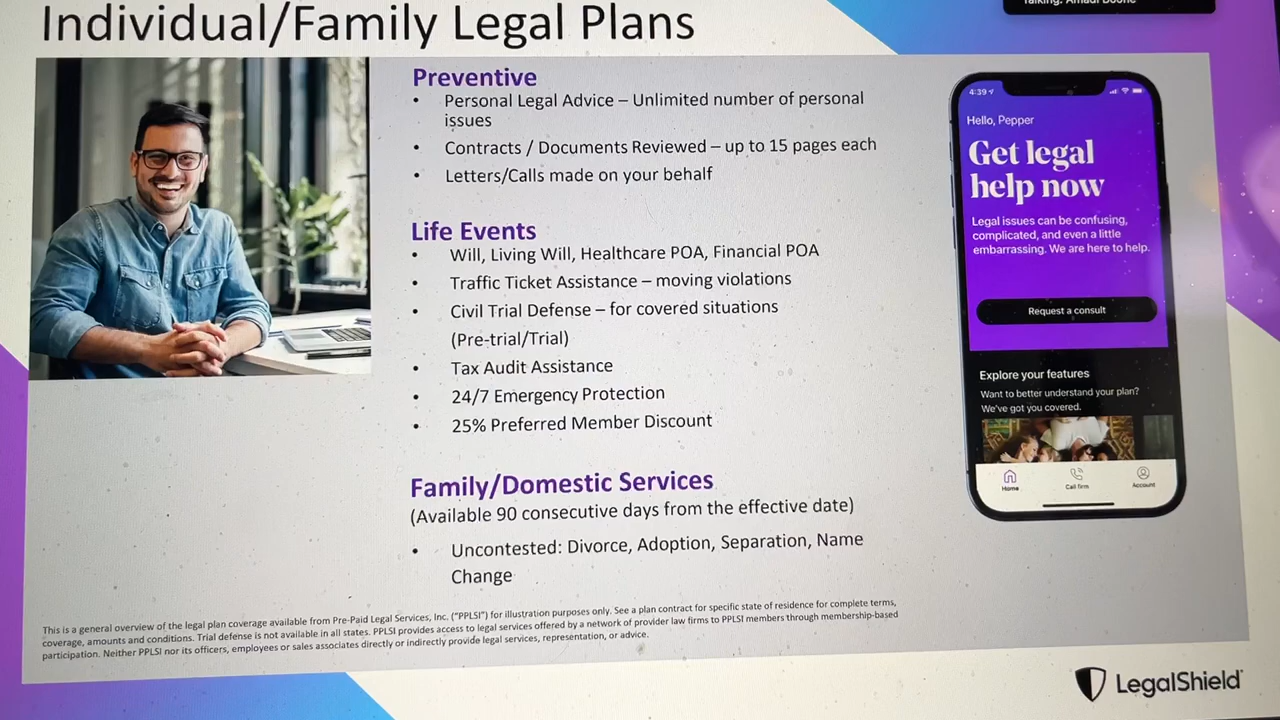 Individual/Family Legal Plans
Preventive
• Personal Legal Advice – Unlimited number of personal
issues
• Contracts / Documents Reviewed – up to 15 pages each
• Letters/Calls made on your behalf
Life Events
• Will, Living Will, Healthcare POA, Financial POA
• Traffic Ticket Assistance – moving violations
• Civil Trial Defense – for covered situations
(Pre-trial/Trial)
• Tax Audit Assistance
• 24/7 Emergency Protection
• 25% Preferred Member Discount
Family/Domestic Services
(Available 90 consecutive days from the effective date)
• Uncontested: Divorce, Adoption, Separation, Name
Change
This is a general overview of the legal plan coverage available from Pre-Paid Legal Services, Inc. ("PPLSI") for illustration purposes only. See a plan contract for specific state of residence for complete terms,
coverage, amounts and conditions. Trial defense is not available in all states. PPLSI provides access to legal services offered by a network of provider law firms to PPLSI members through membership-based
participation. Neither PPLSI nor its officers, employees or sales associates directly or indirectly provide legal services, representation, or advice.
4:39
Hello, Pepper
Get legal
help now
Legal issues can be confusing,
complicated, and even a little
embarrassing. We are here to help.
Request a consult
Explore your features
Want to better understand your plan?
We've got you covered.
Home
Call firm
Account
LegalShield